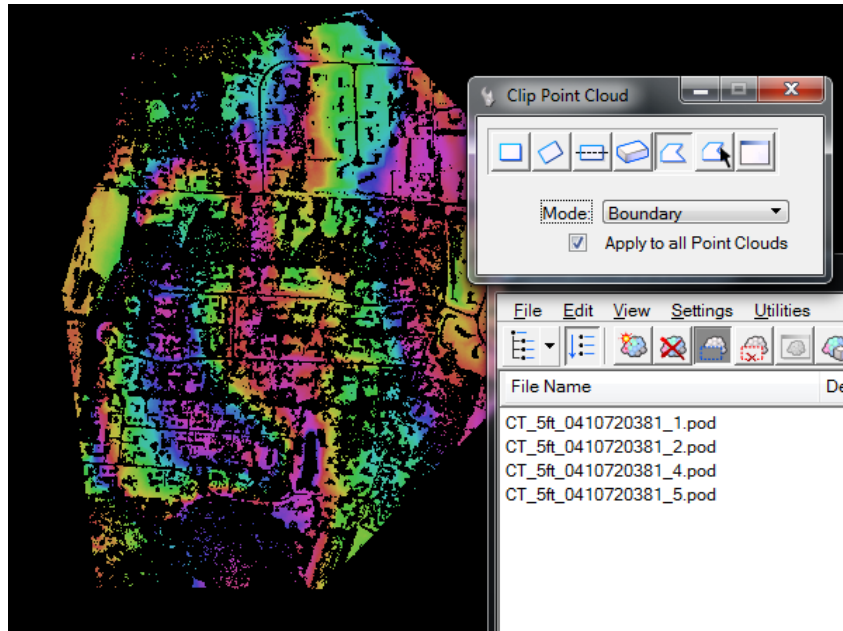 Clip Point Cloud
Mode: Boundary
Apply to all Point Clouds
File Edit View Settings Utilities
File Name De
CT_5ft_0410720381_1.pod
CT_5ft_0410720381_2.pod
CT_5ft_0410720381_4.pod
CT_5ft_0410720381_5.pod